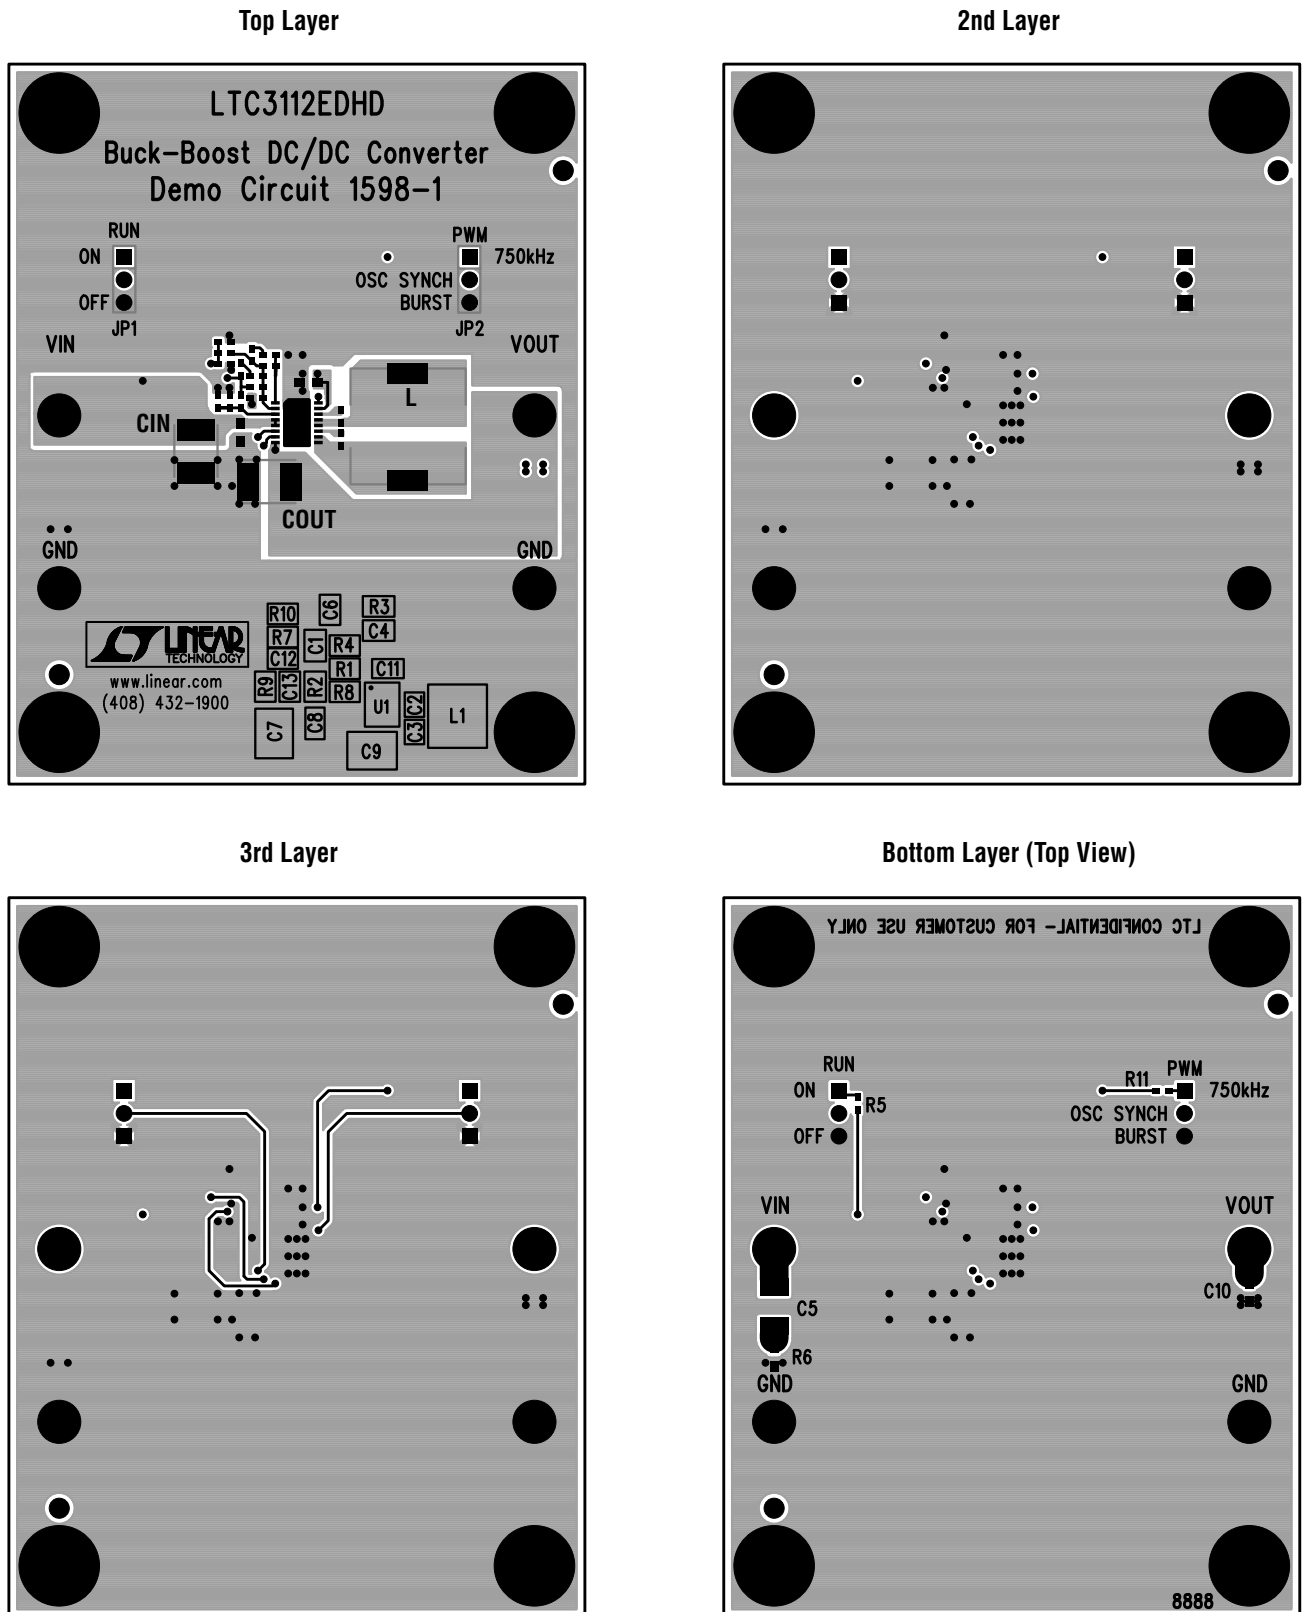 Top Layer
2nd Layer
LTC3112EDHD
Buck-Boost DC/DC Converter
Demo Circuit 1598-1
RUN
ON
OFF
JP1
PWM
750kHz
OSC SYNCH
BURST
JP2
VIN
VOUT
CIN
L
COUT
GND
GND
LINEAR
TECHNOLOGY
www.linear.com
(408) 432-1900
R10
C6
R3
R7
C1
R4
C4
C12
R1
C11
R9
C13
R2
R8
U1
C2
L1
C7
C8
C3
C9
3rd Layer
Bottom Layer (Top View)
LTC CONFIDENTIAL- FOR CUSTOMER USE ONLY
RUN
ON
R5
OFF
R11
PWM
750kHz
OSC SYNCH
BURST
VIN
VOUT
C5
C10
R6
GND
GND
8888